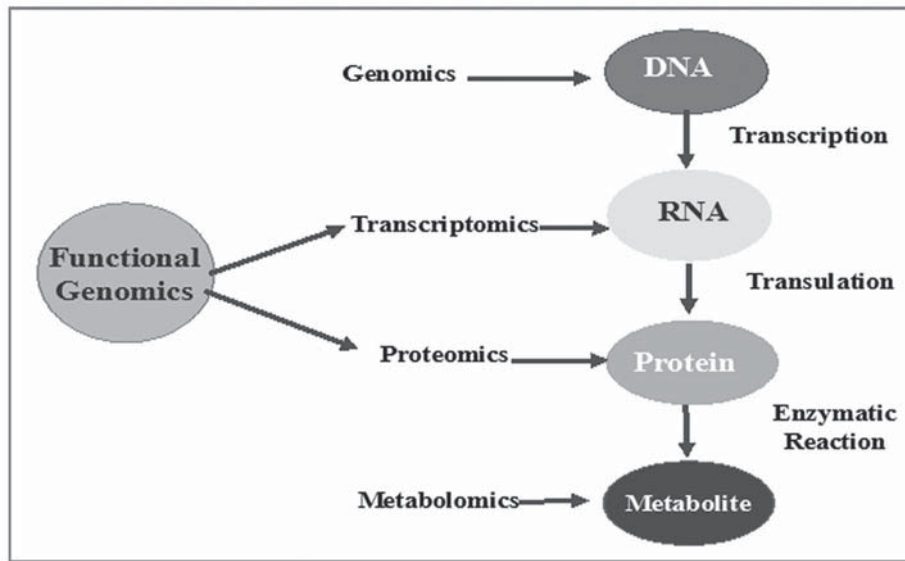 Genomics
DNA
Transcription
Transcriptomics
RNA
Functional
Genomics
Transulation
Proteomics
Protein
Enzymatic
Reaction
Metabolomics
Metabolite